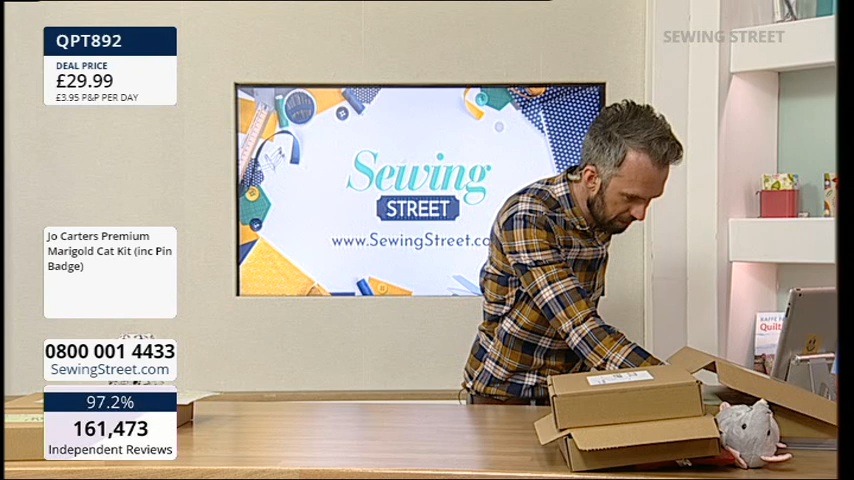 QPT892
DEAL PRICE
£29.99
£3.95 P&P PER DAY
SEWING STREET
Sewing
STREET
www.SewingStreet.co
Jo Carters Premium
Marigold Cat Kit (inc Pin
Badge)
0800 001 4433
SewingStreet.com
97.2%
161,473
Independent Reviews
Quilt